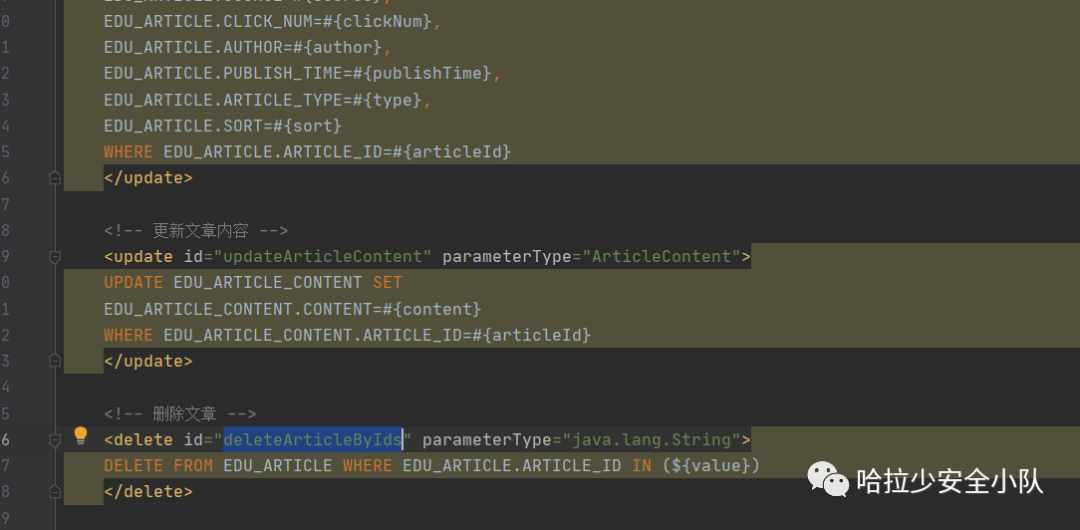 0 EDU_ARTICLE.CLICK_NUM=#{clickNum},
1 EDU_ARTICLE.AUTHOR=#{author},
2 EDU_ARTICLE.PUBLISH_TIME=#{publishTime},
3 EDU_ARTICLE.ARTICLE_TYPE=#{type},
4 EDU_ARTICLE.SORT=#{sort}
5 WHERE EDU_ARTICLE.ARTICLE_ID=#{articleId}
6 </update>
7
8 <!-- 更新文章内容 -->
9 <update id="updateArticleContent" parameterType="ArticleContent">
0 UPDATE EDU_ARTICLE_CONTENT SET
1 EDU_ARTICLE_CONTENT.CONTENT=#{content}
2 WHERE EDU_ARTICLE_CONTENT.ARTICLE_ID=#{articleId}
3 </update>
4
5 <!-- 删除文章 -->
6 <delete id="deleteArticleByIds" parameterType="java.lang.String">
7 DELETE FROM EDU_ARTICLE WHERE EDU_ARTICLE.ARTICLE_ID IN (${value})
8 </delete>
9
哈拉少安全小队